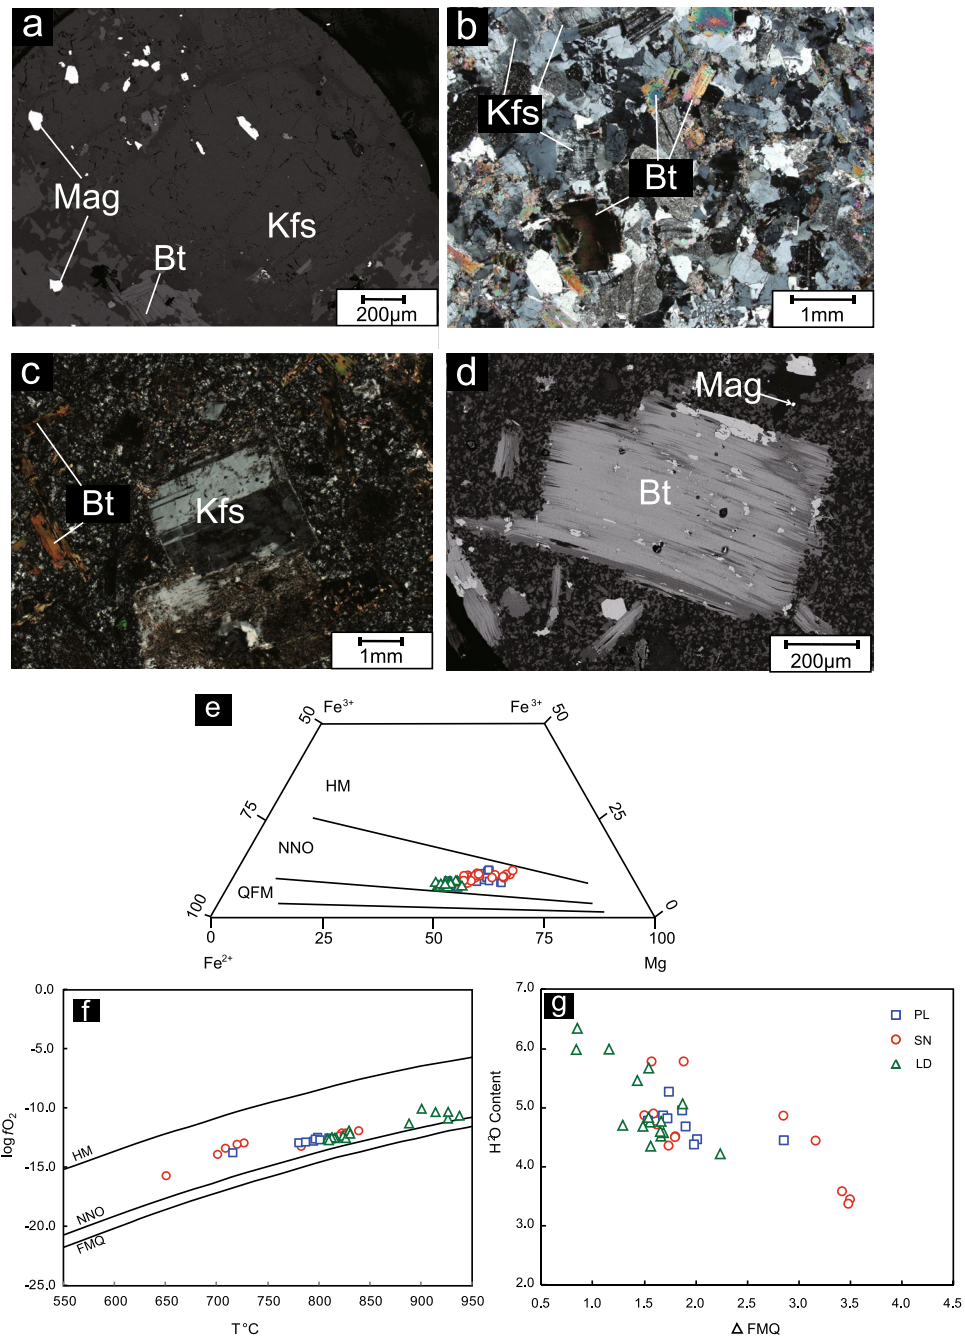 a
Mag
Kfs
Bt
200µm
b
Kfs
Bt
1mm
c
Bt
Kfs
1mm
d
Mag
Bt
200µm
e
50 Fe³⁺ Fe³⁺ 50
HM
75 25
NNO
QFM
100 0
0 25 50 75 100
Fe²⁺ Mg
f
0.0
-5.0
-10.0
-15.0
-20.0
-25.0
logfO₂
HM
NNO
FMQ
550 600 650 700 750 800 850 900 950
T°C
g
7.0
6.0
5.0
4.0
3.0
2.0
H²O Content
PL
SN
LD
0.5 1.0 1.5 2.0 2.5 3.0 3.5 4.0 4.5
Δ FMQ